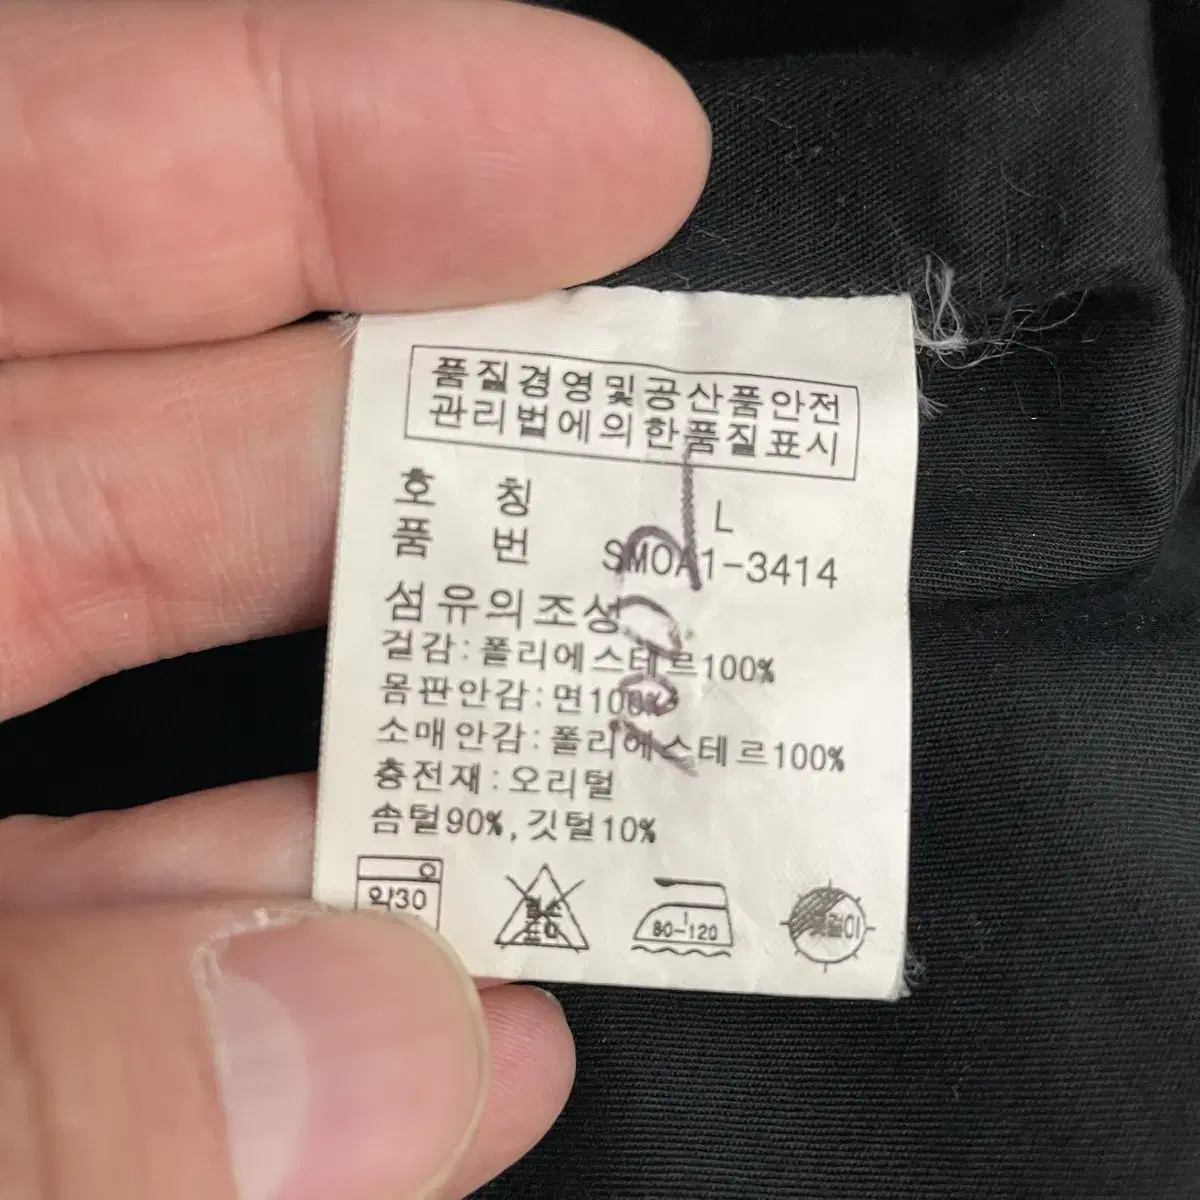 품질경영및공산품안전
관리법에의한품질표시
호 칭 L
품 번 SMOA1-3414
섬유의조성
겉감:폴리에스테르100%
몸판안감:면100%
소매안감:폴리에스테르100%
충전재:오리털
솜털90%,깃털10%
약30
80-120